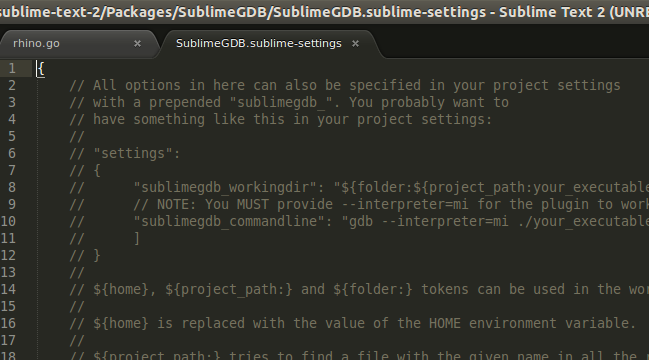 sublime-text-2/Packages/SublimeGDB/SublimeGDB.sublime-settings - Sublime Text 2 (UNRE
rhino.go × SublimeGDB.sublime-settings ×
1 {
2 // All options in here can also be specified in your project settings
3 // with a prepended "sublimegdb_". You probably want to
4 // have something like this in your project settings:
5 //
6 // "settings":
7 // {
8 //      "sublimegdb_workingdir": "${folder:${project_path:your_executable
9 //      // NOTE: You MUST provide --interpreter=mi for the plugin to work
10 //      "sublimegdb_commandline": "gdb --interpreter=mi ./your_executable
11 //      ]
12 // }
13 //
14 // ${home}, ${project_path:} and ${folder:} tokens can be used in the wor
15 //
16 // ${home} is replaced with the value of the HOME environment variable.
17 //
18 // ${project_path:} tries to find a file with the given name in all the